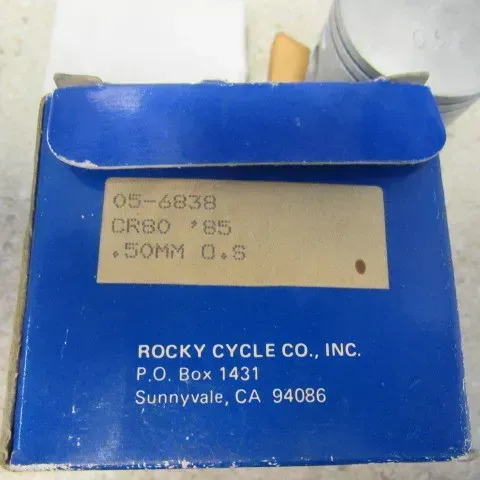 05-6838
CR80 '85
.50MM O.S
ROCKY CYCLE CO., INC.
P.O. Box 1431
Sunnyvale, CA 94086